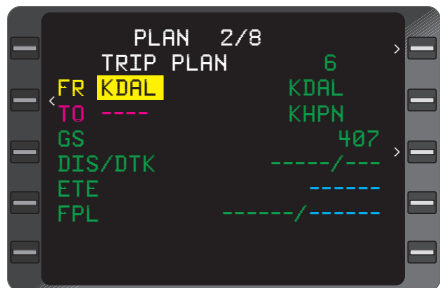 PLAN 2/8
TRIP PLAN 6
FR KDAL KDAL
TO ---- KHPN
GS 407
DIS/DTK -----/---
ETE ------
FPL ------/------